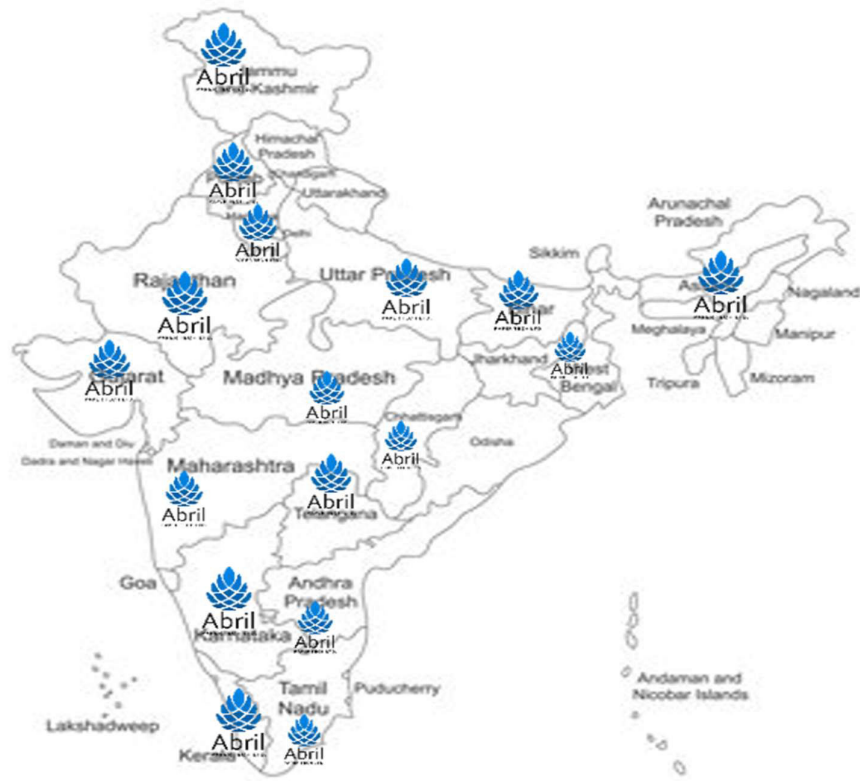 Abril
Jammu
Kashmir
Himachal
Pradesh
Abril
Chandigarh
Uttarakhand
Arunachal
Pradesh
Abril
Delhi
Sikkim
Uttar Pradesh
Abril
Rajasthan
Abril
Abril
Abril
Nagaland
Meghalaya
Manipur
Jharkhand
West
Bengal
Abril
Tripura
Mizoram
Gujarat
Abril
Madhya Pradesh
Abril
Chhattisgarh
Abril
Odisha
Daman and Diu
Dadra and Nagar Haveli
Maharashtra
Abril
Abril
Telangana
Goa
Andhra
Pradesh
Abril
Karnataka
Abril
Tamil
Nadu
Puducherry
Andaman and
Nicobar Islands
Lakshadweep
Abril
Kerala
Abril